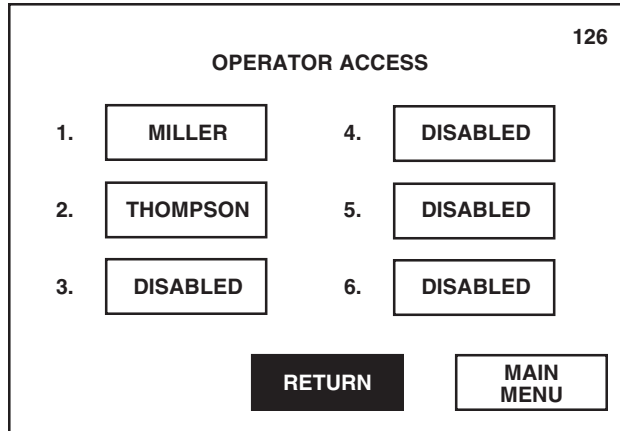 126
OPERATOR ACCESS
1. MILLER 4. DISABLED
2. THOMPSON 5. DISABLED
3. DISABLED 6. DISABLED
RETURN
MAIN
MENU